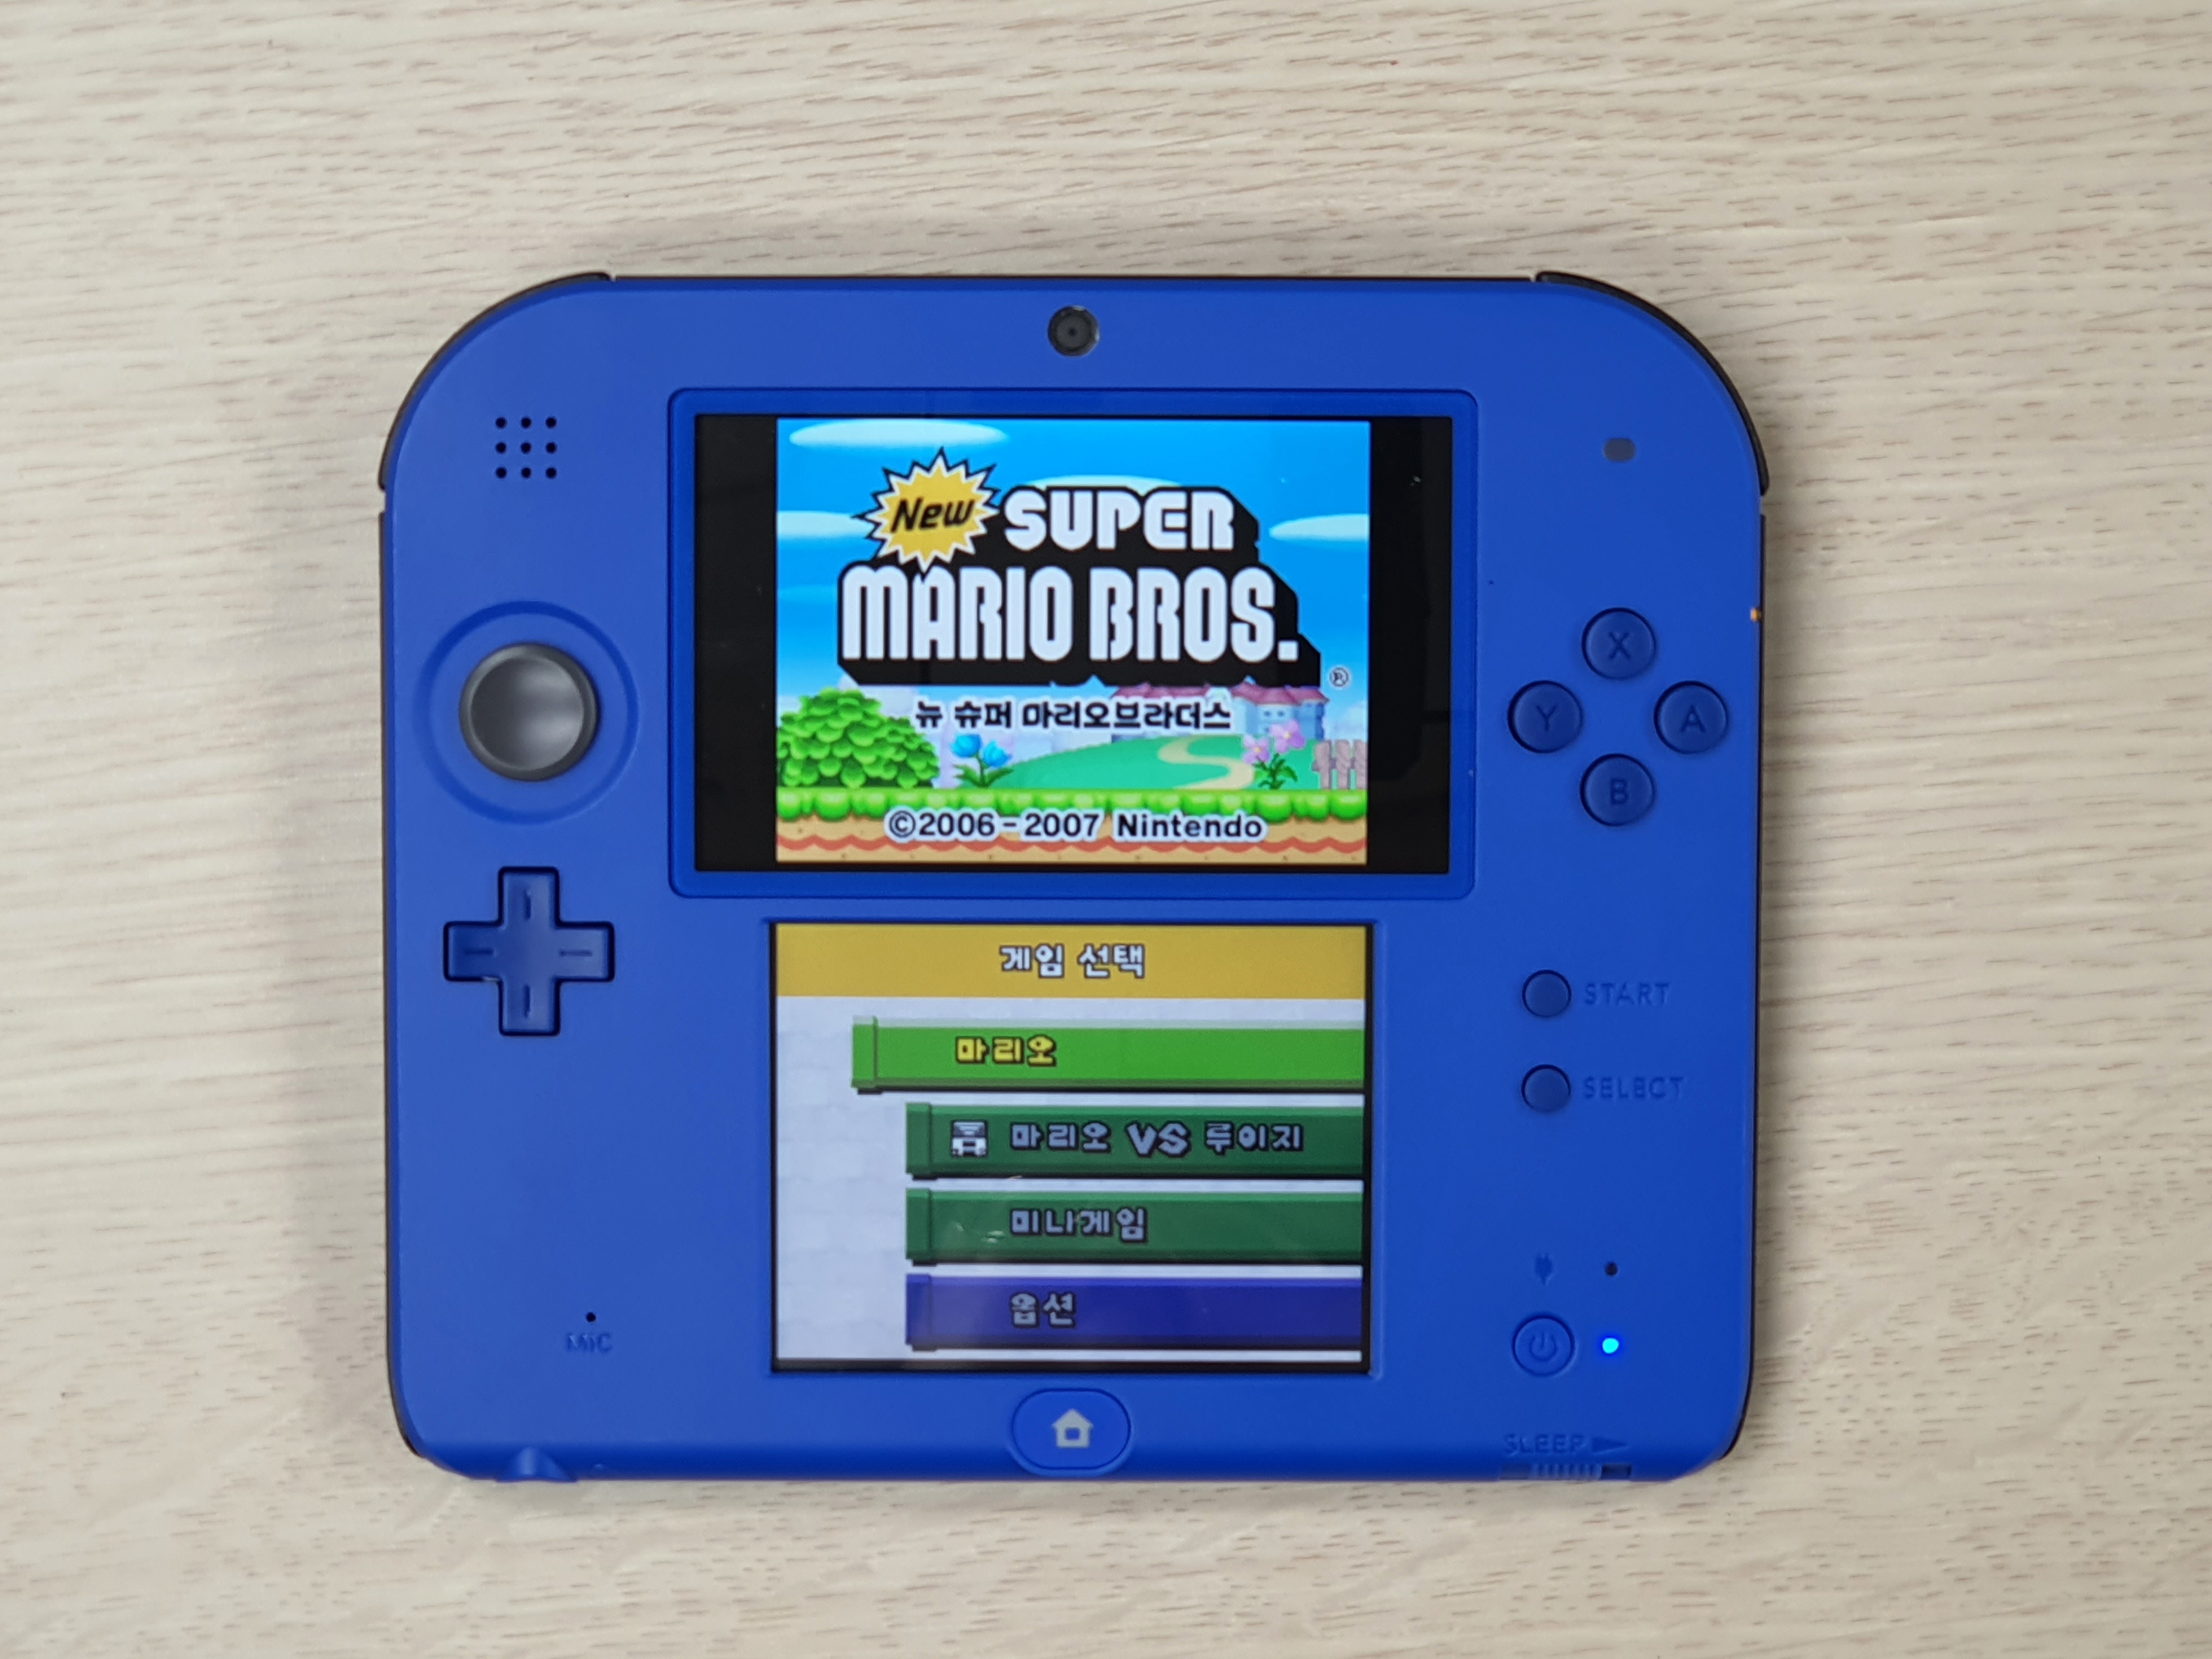 New SUPER
MARIO BROS.
®
뉴 슈퍼 마리오브라더스
©2006-2007 Nintendo
X
Y
A
B
게임 선택
START
마리오
SELECT
마리오 VS 루이지
미니게임
옵션
MIC
SLEEP